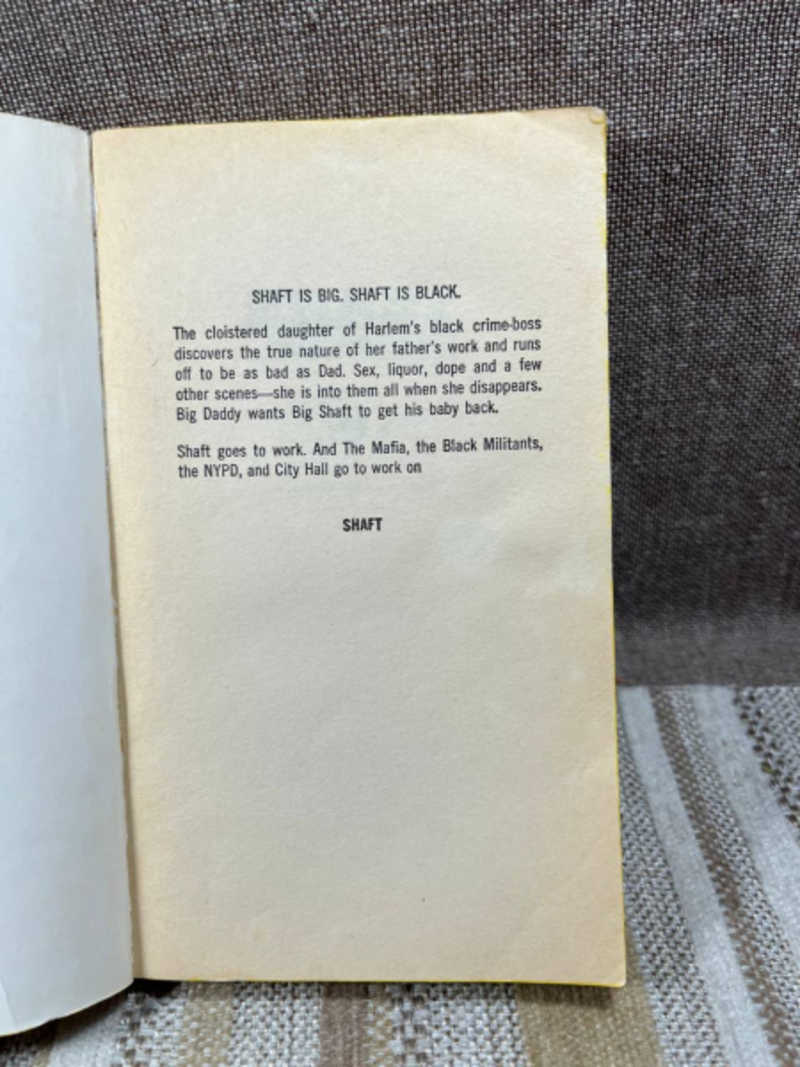 SHAFT IS BIG. SHAFT IS BLACK.
The cloistered daughter of Harlem's black crime-boss
discovers the true nature of her father's work and runs
off to be as bad as Dad. Sex, liquor, dope and a few
other scenes—she is into them all when she disappears.
Big Daddy wants Big Shaft to get his baby back.
Shaft goes to work. And The Mafia, the Black Militants,
the NYPD, and City Hall go to work on
SHAFT